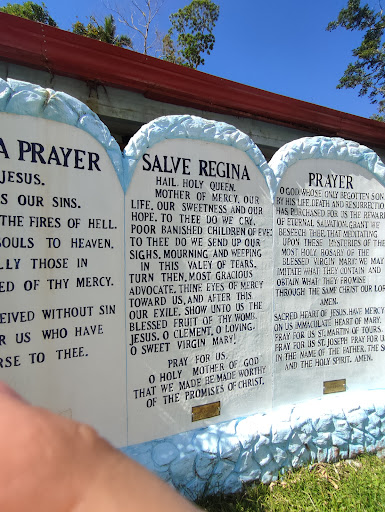 A PRAYER
JESUS.
S OUR SINS.
THE FIRES OF HELL.
SOULS TO HEAVEN,
LLY THOSE IN
ED OF THY MERCY.
EIVED WITHOUT SIN
R US WHO HAVE
RSE TO THEE.
SALVE REGINA
HAIL, HOLY QUEEN,
MOTHER OF MERCY, OUR
LIFE, OUR SWEETNESS AND OUR
HOPE. TO THEE DO WE CRY,
POOR BANISHED CHILDREN OF EVE;
TO THEE DO WE SEND UP OUR
SIGHS, MOURNING, AND WEEPING
IN THIS VALEY OF TEARS.
TURN THEN, MOST GRACIOUS
ADVOCATE, THINE EYES OF MERCY
TOWARD US, AND AFTER THIS
OUR EXILE, SHOW UNTO US THE
BLESSED FRUIT OF THY WOMB,
JESUS. O CLEMENT, O LOVING,
O SWEET VIRGIN MARY!
PRAY FOR US,
O HOLY MOTHER OF GOD
THAT WE MADE BE MADE WORTHY
OF THE PROMISES OF CHRIST.
PRAYER
O GOD, WHOSE ONLY BEGOTTEN SON,
BY HIS LIFE, DEATH AND RESURRECTION
HAS PURCHASED FOR US THE REWARD
OF ETERNAL SALVATION. GRANT WE
BESEECH THEE, THAT MEDITATING
UPON THESE MYSTERIES OF THE
MOST HOLY ROSARY OF THE
BLESSED VIRGIN MARY, WE MAY
IMITATE WHAT THEY CONTAIN AND
OBTAIN WHAT THEY PROMISE
THROUGH THE SAME CHRIST OUR LOR
AMEN.
SACRED HEART OF JESUS, HAVE MERCY
ON US IMMACULATE HEART OF MARY,
PRAY FOR US ST. MARTIN OF TOURS
PRAY FOR US ST. JOSEPH PRAY FOR US
IN THE NAME OF THE FATHER, THE SO
AND THE HOLY SPIRIT. AMEN.